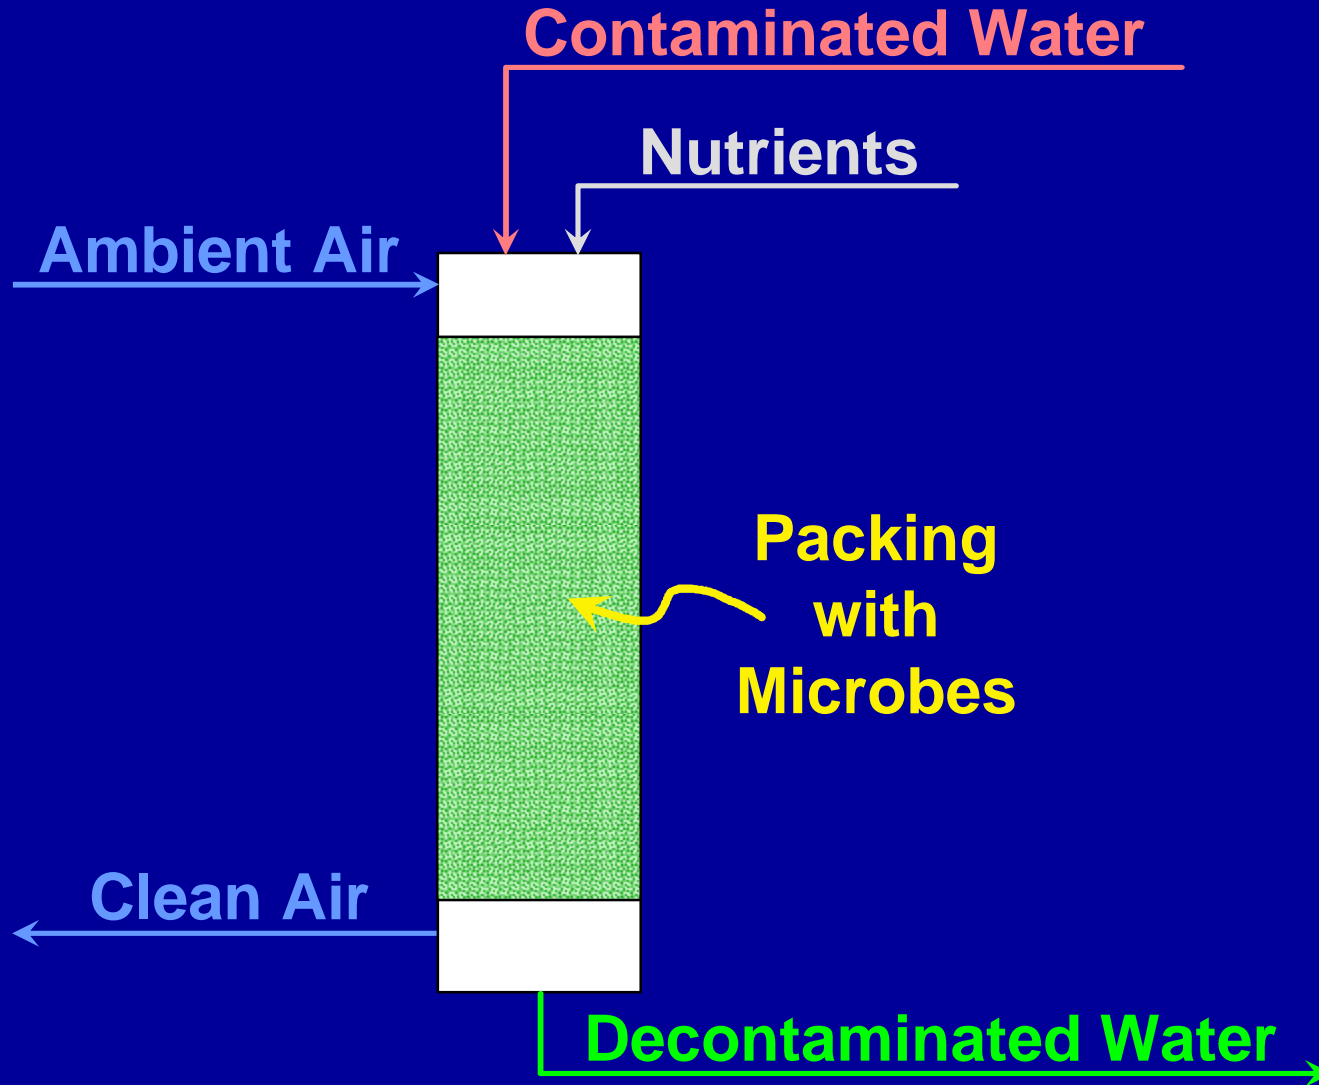 Contaminated Water
Nutrients
Ambient Air
Packing
with
Microbes
Clean Air
Decontaminated Water